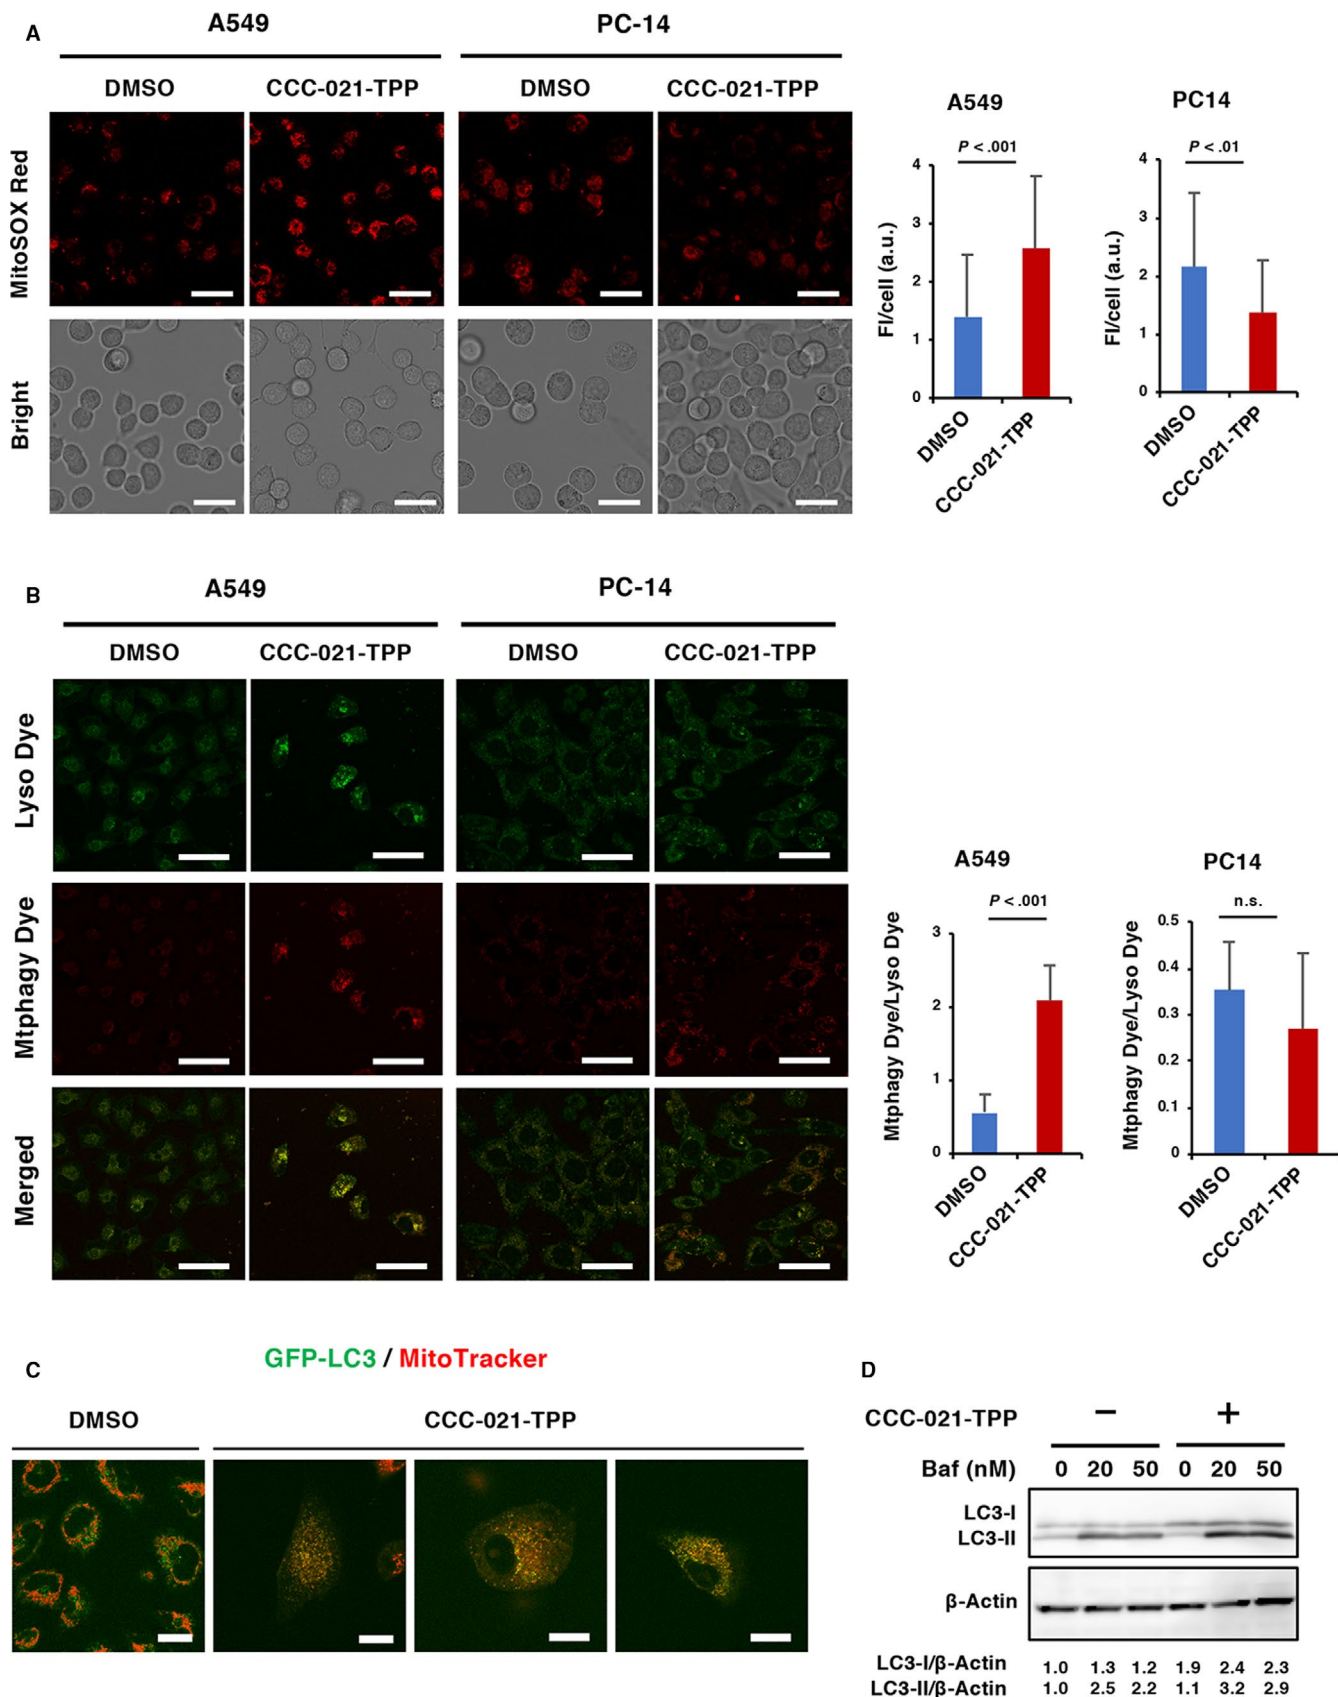 A
A549
PC-14
DMSO
CCC-021-TPP
DMSO
CCC-021-TPP
MitoSOX Red
Bright
A549
P < .001
FI/cell (a.u.)
4
3
2
1
0
DMSO
CCC-021-TPP
PC14
P < .01
FI/cell (a.u.)
4
3
2
1
0
DMSO
CCC-021-TPP
B
A549
PC-14
DMSO
CCC-021-TPP
DMSO
CCC-021-TPP
Lyso Dye
Mtphagy Dye
Merged
A549
P < .001
Mtphagy Dye/Lyso Dye
3
2
1
0
DMSO
CCC-021-TPP
PC14
n.s.
Mtphagy Dye/Lyso Dye
0.5
0.4
0.3
0.2
0.1
0
DMSO
CCC-021-TPP
C
GFP-LC3 / MitoTracker
DMSO
CCC-021-TPP
D
CCC-021-TPP − +
Baf (nM) 0 20 50 0 20 50
LC3-I
LC3-II
β-Actin
LC3-I/β-Actin 1.0 1.3 1.2 1.9 2.4 2.3
LC3-II/β-Actin 1.0 2.5 2.2 1.1 3.2 2.9